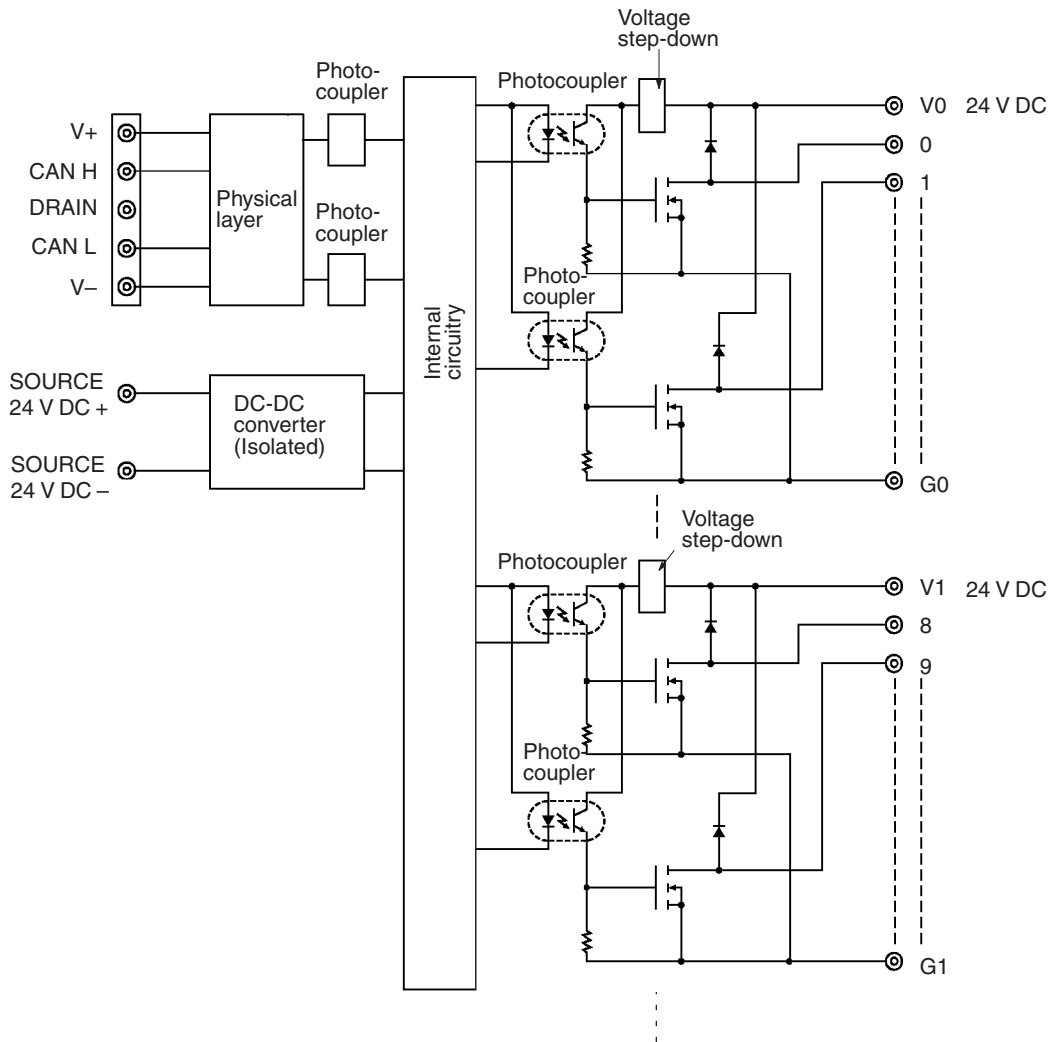 Voltage
step-down
Photo-
coupler
Photocoupler
V0 24 V DC
V+
0
CAN H
1
Physical
layer
DRAIN
Photo-
coupler
CAN L
V–
Photo-
coupler
Internal
circuitry
SOURCE
24 V DC +
DC-DC
converter
(Isolated)
SOURCE
24 V DC –
G0
Voltage
step-down
Photocoupler
V1 24 V DC
8
9
Photo-
coupler
G1